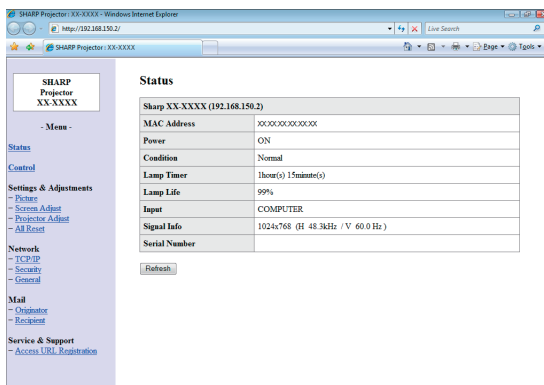 SHARP Projector : XX-XXXX - Windows Internet Explorer
http://192.168.150.2/
Live Search
SHARP Projector : XX-XXXX
Page
Tools
SHARP
Projector
XX-XXXX
- Menu -
Status
Control
Settings & Adjustments
- Picture
- Screen Adjust
- Projector Adjust
- All Reset
Network
- TCP/IP
- Security
- General
Mail
- Originator
- Recipient
Service & Support
- Access URL Registration
Status
Sharp XX-XXXX (192.168.150.2)
MAC Address XX:XX:XX:XX:XX:XX
Power ON
Condition Normal
Lamp Timer 1hour(s) 15minute(s)
Lamp Life 99%
Input COMPUTER
Signal Info 1024x768 (H 48.3kHz / V 60.0 Hz )
Serial Number
Refresh